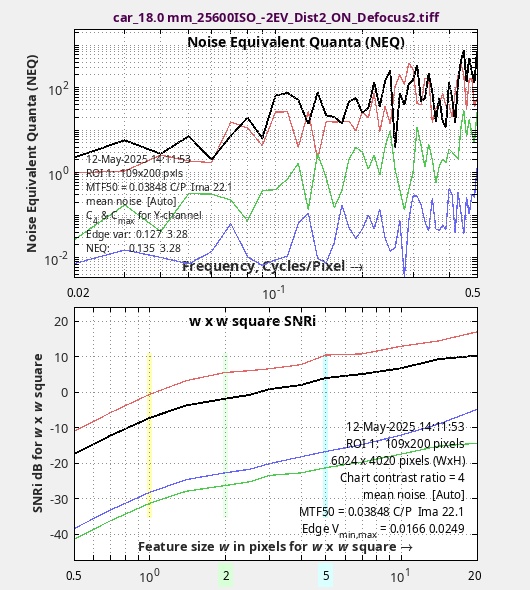 car_18.0 mm_25600ISO_-2EV_Dist2_ON_Defocus2.tiff
Noise Equivalent Quanta (NEQ)
Noise Equivalent Quanta (NEQ)
10²
10⁰
10⁻²
12-May-2025 14:11:53
ROI 1: 109x200 pxls
MTF50 = 0.03848 C/P Ima 22.1
mean noise [Auto]
C₄ & Cmax for Y-channel
Edge var: 0.127 3.28
NEQ: 0.135 3.28
Frequency, Cycles/Pixel →
0.02 10⁻¹ 0.5
w x w square SNRi
SNRi dB for w x w square
20
10
0
-10
-20
-30
-40
12-May-2025 14:11:53
ROI 1: 109x200 pixels
6024 x 4020 pixels (WxH)
Chart contrast ratio = 4
mean noise [Auto]
MTF50 = 0.03848 C/P Ima 22.1
Edge Vmin,max = 0.0166 0.0249
Feature size w in pixels for w x w square →
0.5 10⁰ 2 5 10¹ 20